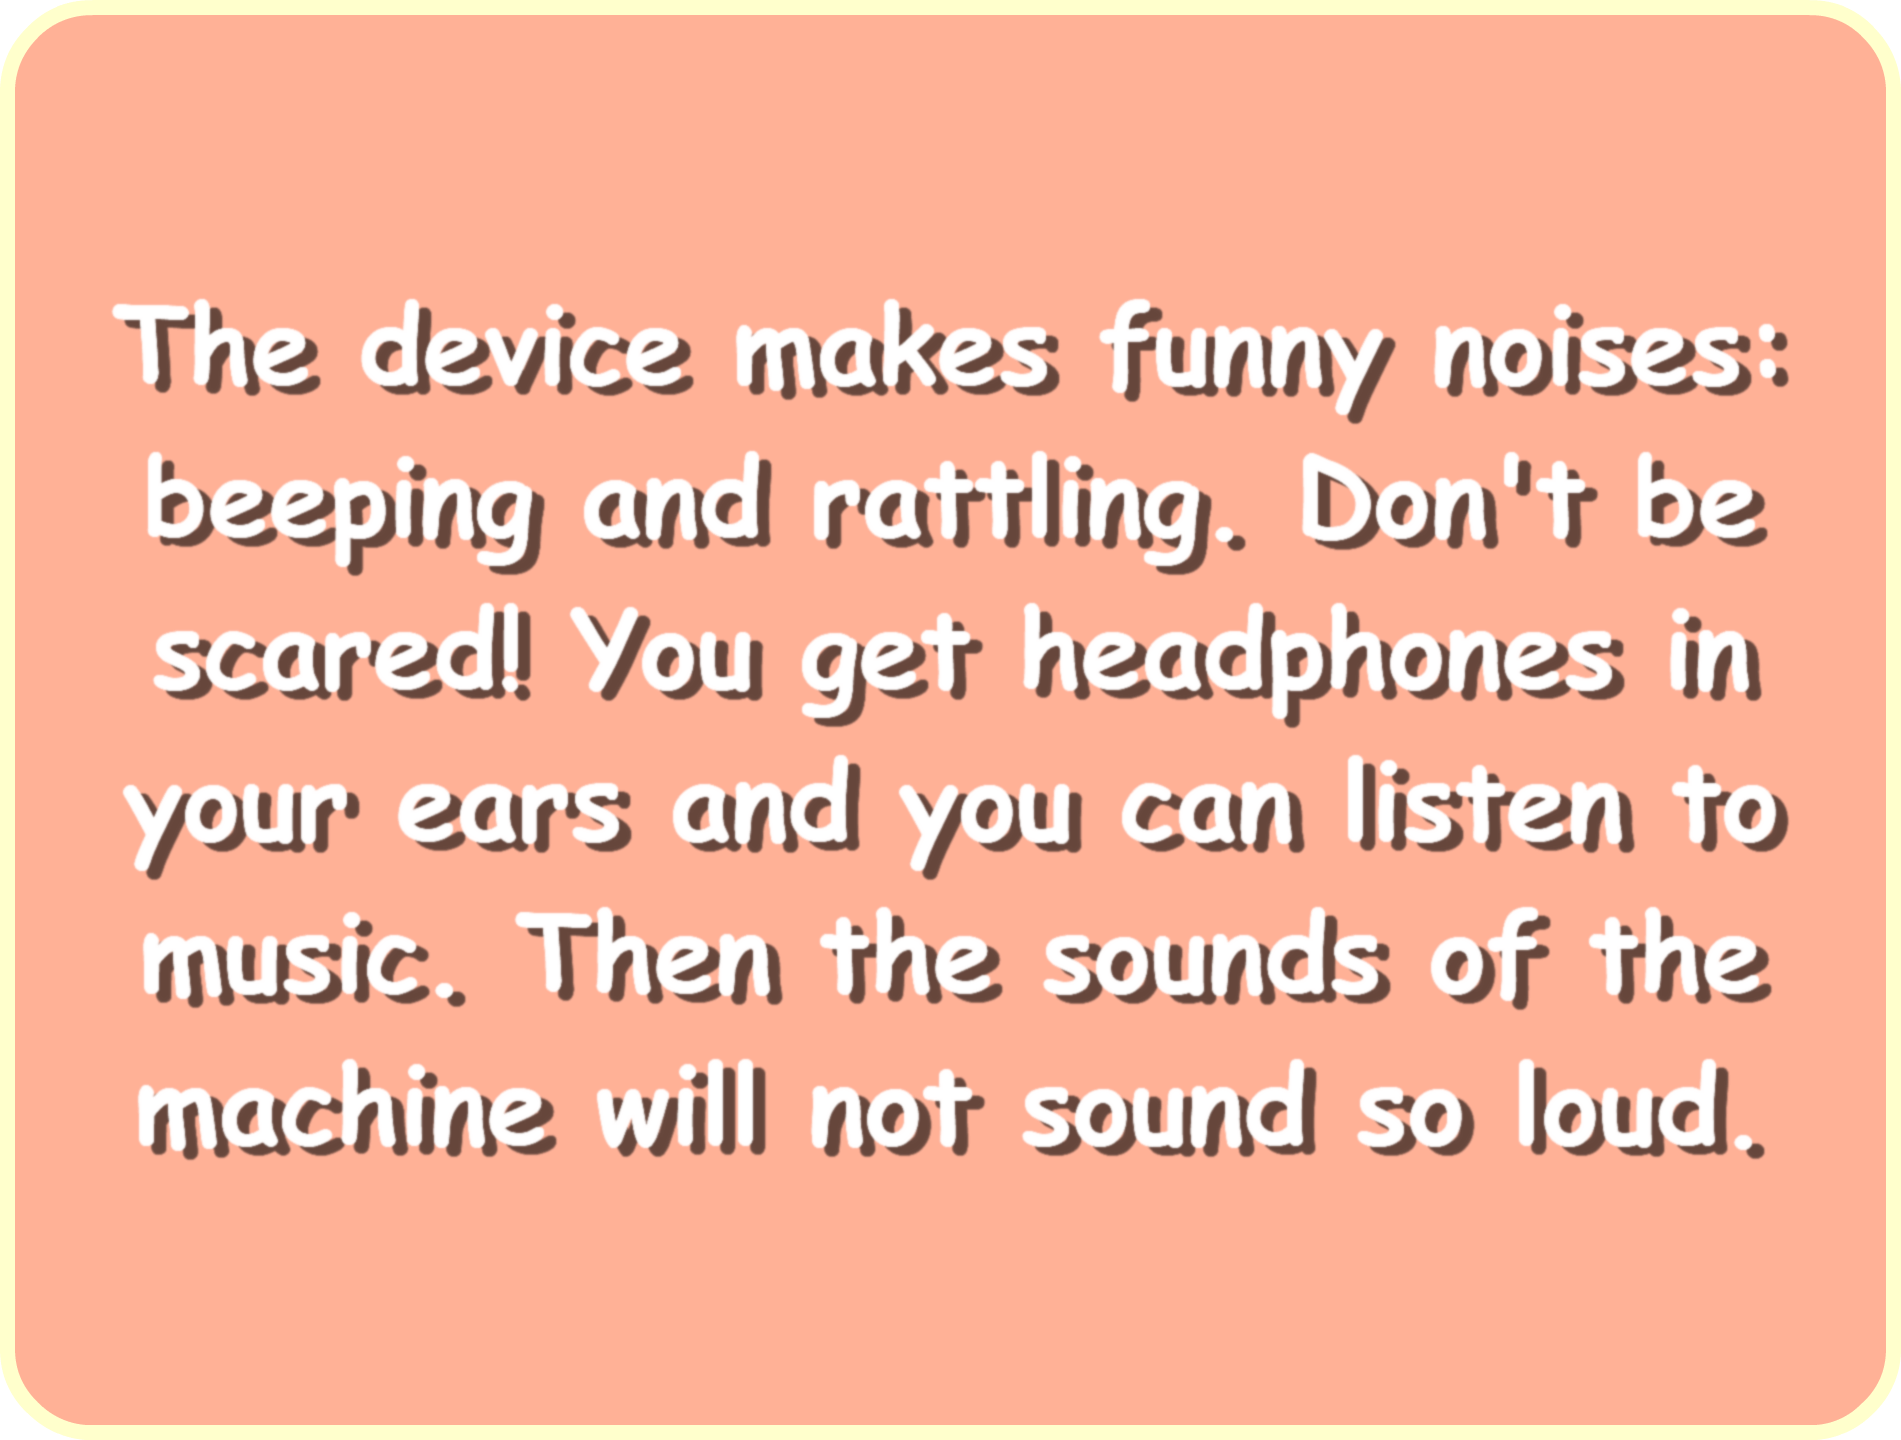 The device makes funny noises:
beeping and rattling. Don't be
scared! You get headphones in
your ears and you can listen to
music. Then the sounds of the
machine will not sound so loud.